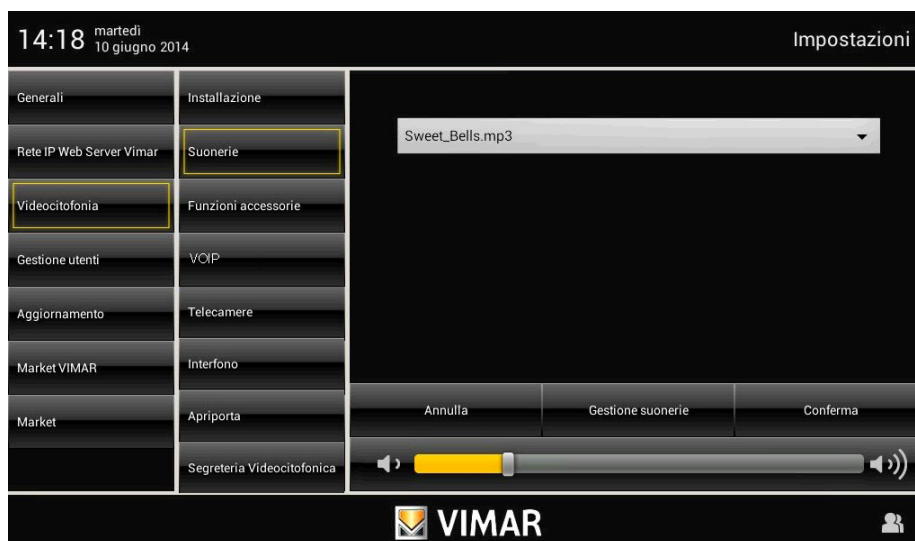 14:18 martedì
10 giugno 2014
Impostazioni
Generali
Rete IP Web Server Vimar
Videocitofonia
Gestione utenti
Aggiornamento
Market VIMAR
Market
Installazione
Suonerie
Funzioni accessorie
VOIP
Telecamere
Interfono
Apriporta
Segreteria Videocitofonica
Sweet_Bells.mp3
Annulla
Gestione suonerie
Conferma
VIMAR